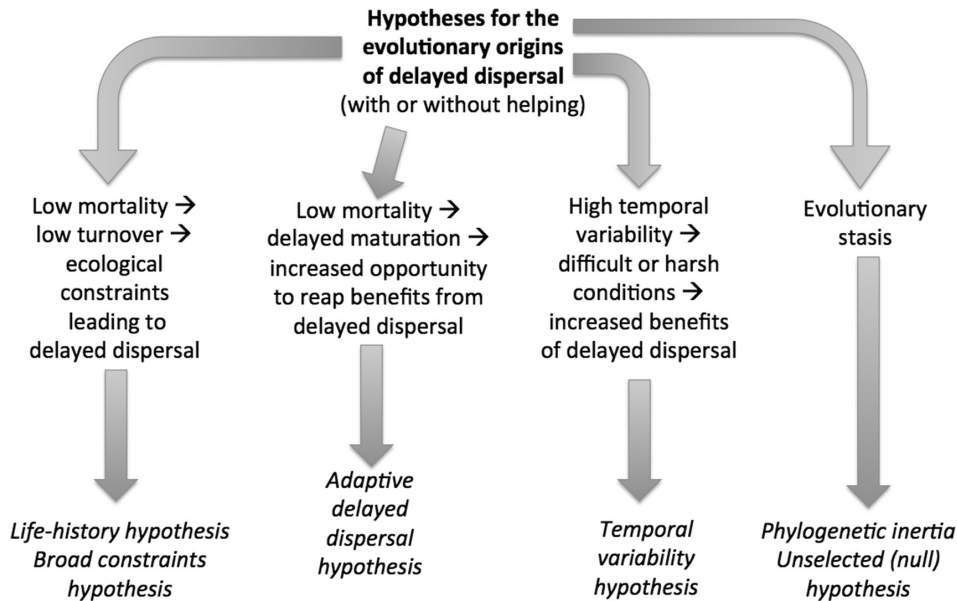 Hypotheses for the
evolutionary origins
of delayed dispersal
(with or without helping)
Low mortality →
low turnover →
ecological
constraints
leading to
delayed dispersal
Life-history hypothesis
Broad constraints
hypothesis
Low mortality →
delayed maturation →
increased opportunity
to reap benefits from
delayed dispersal
Adaptive
delayed
dispersal
hypothesis
High temporal
variability →
difficult or harsh
conditions →
increased benefits
of delayed dispersal
Temporal
variability
hypothesis
Evolutionary
stasis
Phylogenetic inertia
Unselected (null)
hypothesis